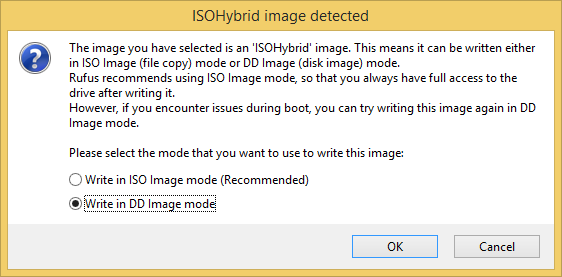 ISOHybrid image detected
The image you have selected is an 'ISOHybrid' image. This means it can be written either
in ISO Image (file copy) mode or DD Image (disk image) mode.
Rufus recommends using ISO Image mode, so that you always have full access to the
drive after writing it.
However, if you encounter issues during boot, you can try writing this image again in DD
Image mode.
Please select the mode that you want to use to write this image:
Write in ISO Image mode (Recommended)
Write in DD Image mode
OK
Cancel